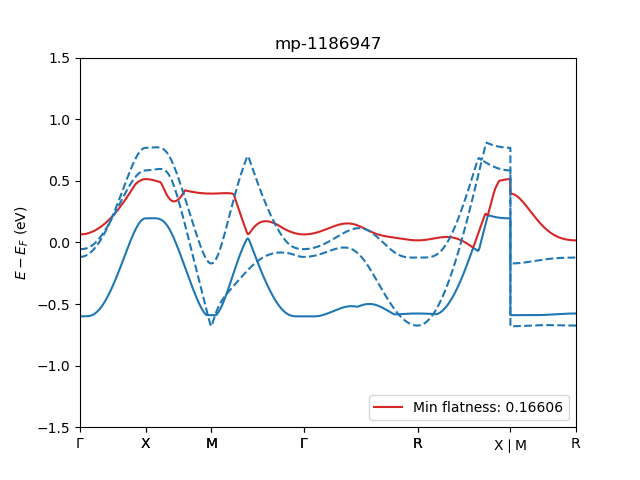 mp-1186947
1.5
1.0
0.5
0.0
−0.5
−1.0
−1.5
E − E_F (eV)
Min flatness: 0.16606
Γ X M Γ R X | M R